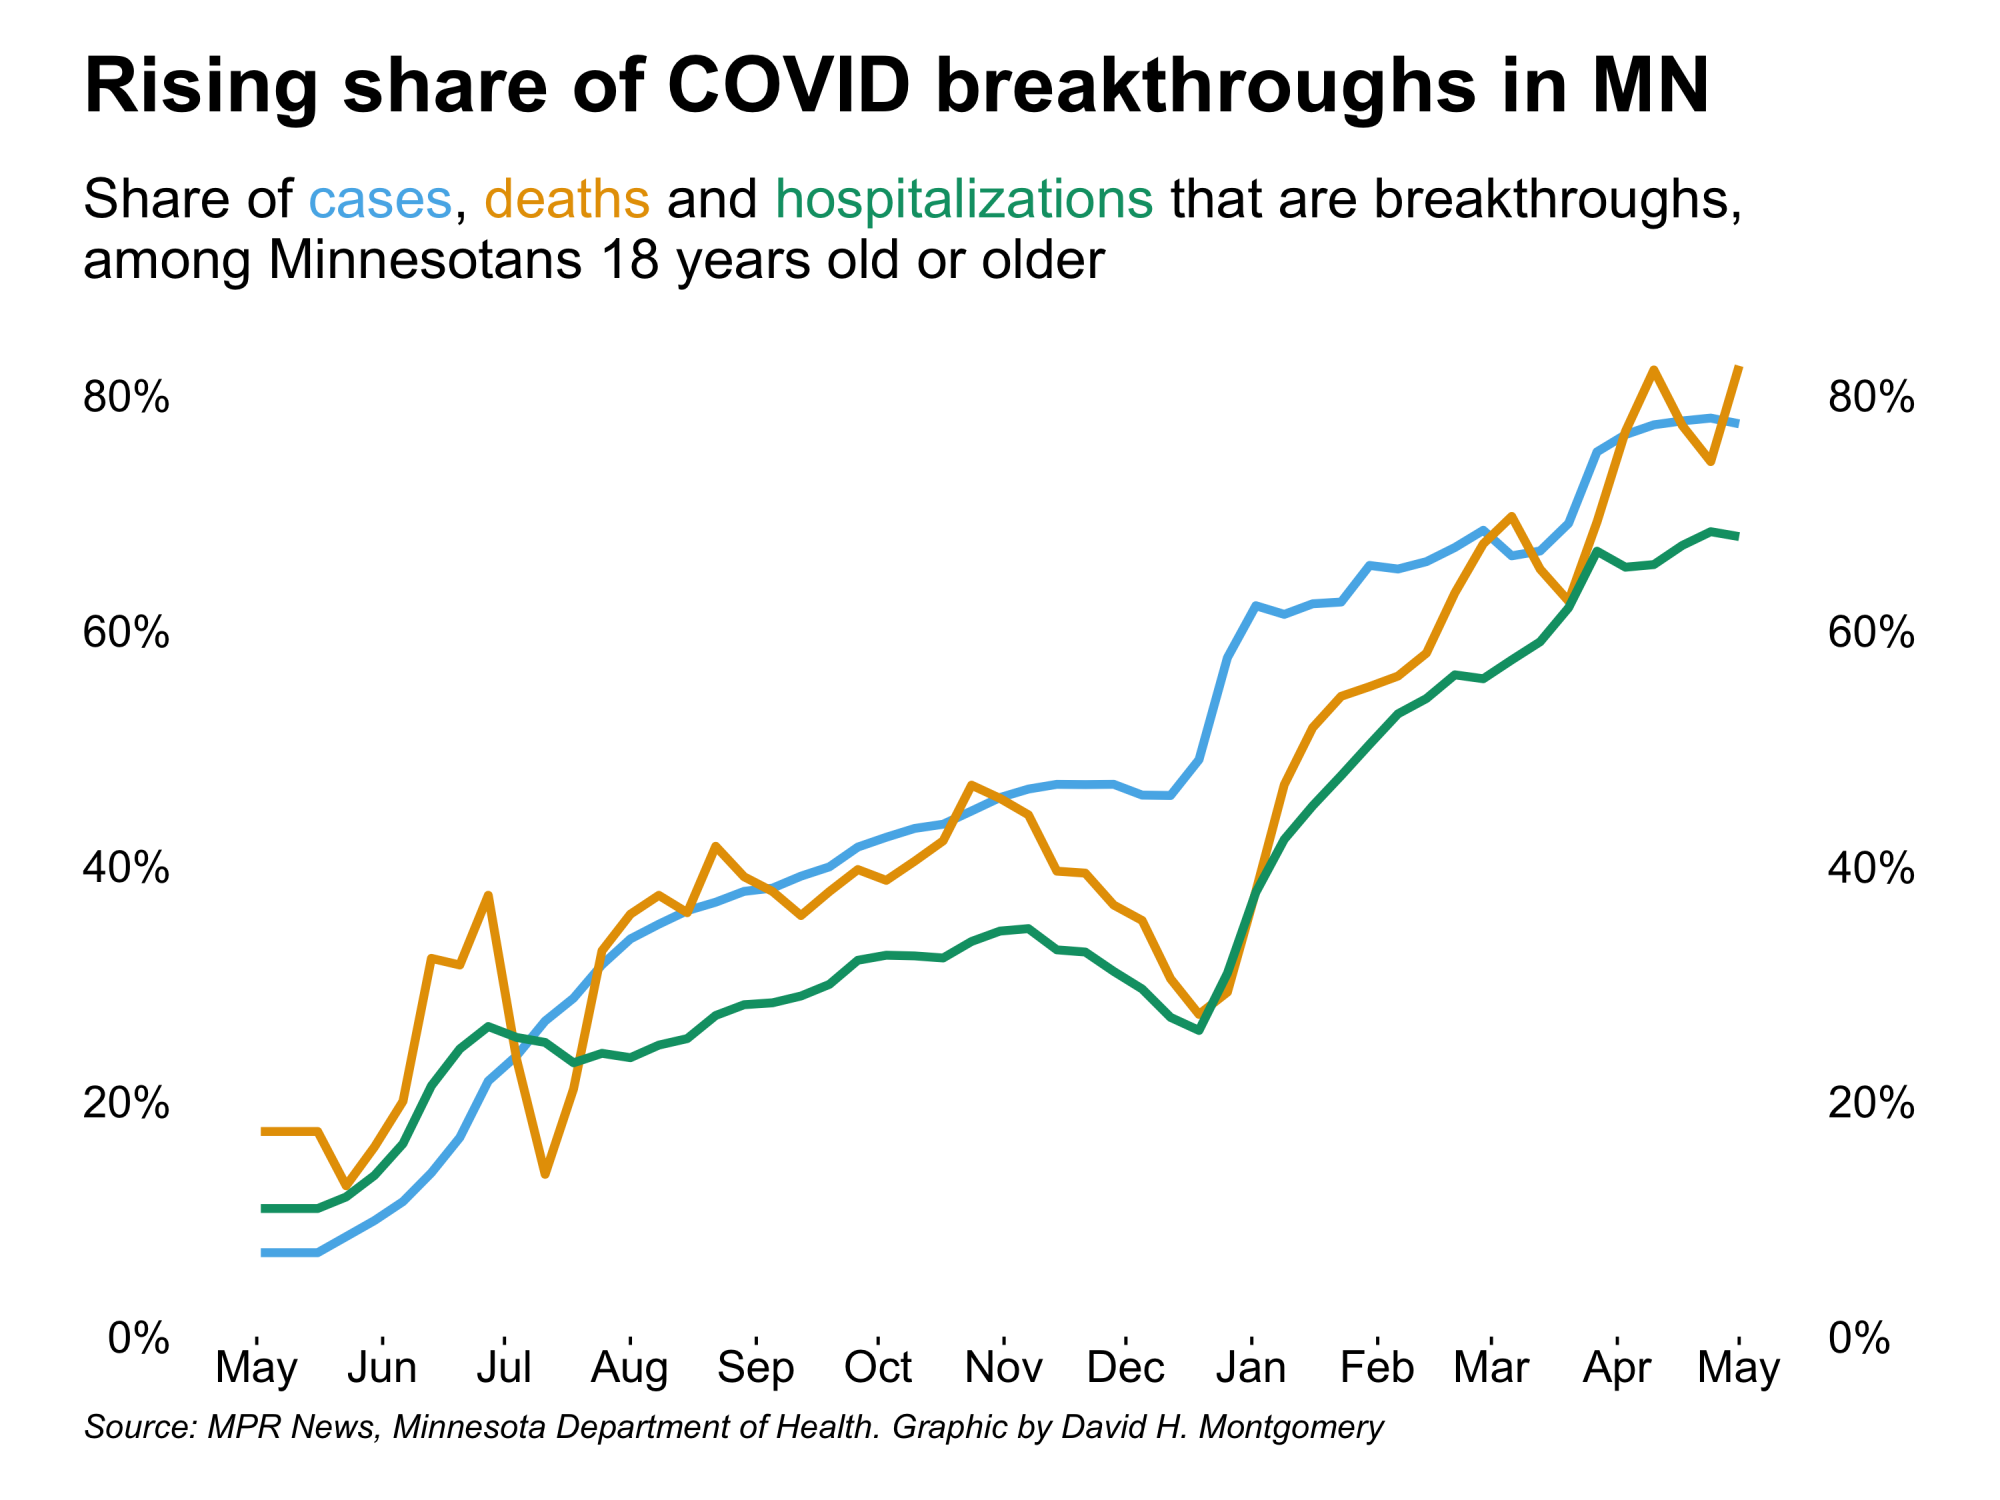 Rising share of COVID breakthroughs in MN
Share of cases, deaths and hospitalizations that are breakthroughs,
among Minnesotans 18 years old or older
80% 80%
60% 60%
40% 40%
20% 20%
0% 0%
May Jun Jul Aug Sep Oct Nov Dec Jan Feb Mar Apr May
Source: MPR News, Minnesota Department of Health. Graphic by David H. Montgomery